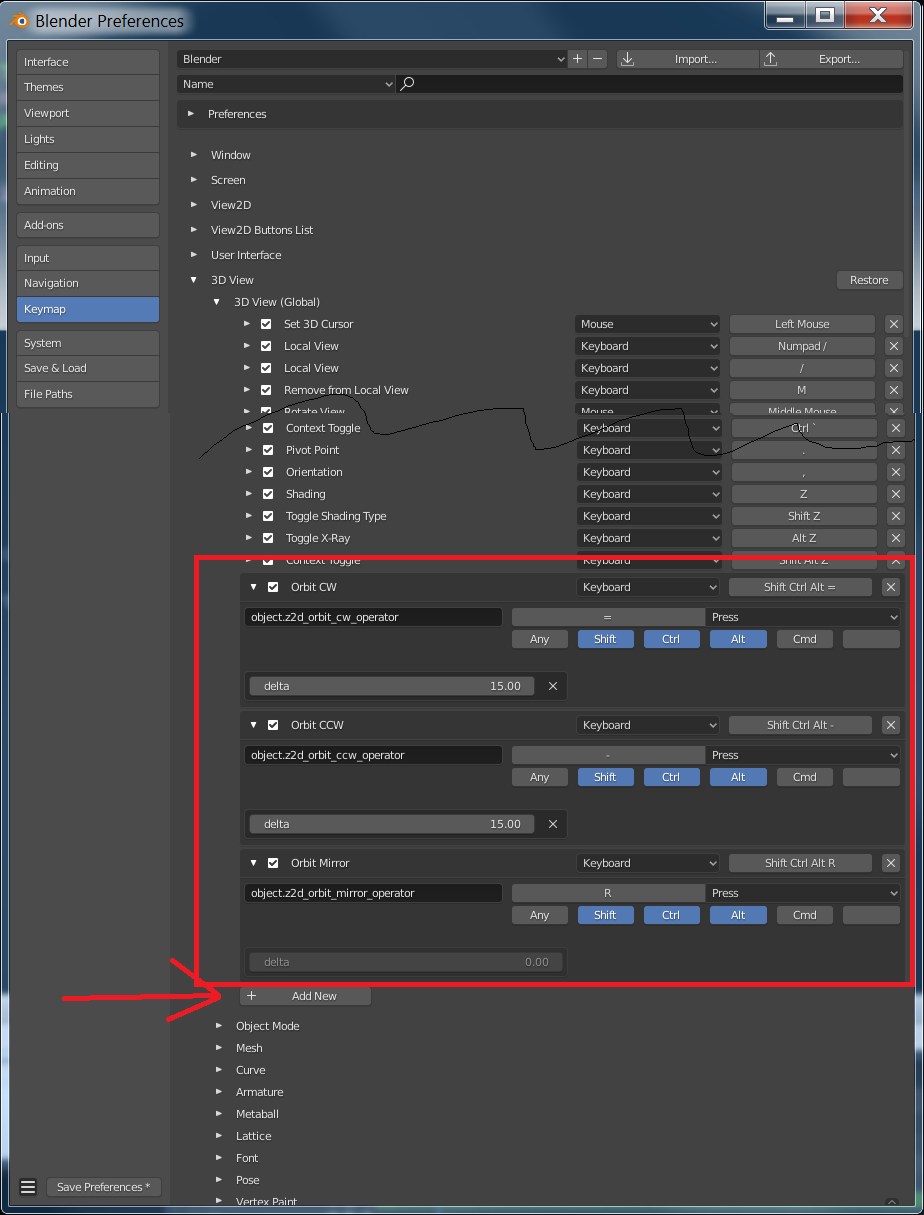 Blender Preferences
Interface
Themes
Viewport
Lights
Editing
Animation
Add-ons
Input
Navigation
Keymap
System
Save & Load
File Paths
Save Preferences *
Blender
Import...
Export...
Name
Preferences
Window
Screen
View2D
View2D Buttons List
User Interface
3D View Restore
3D View (Global)
Set 3D Cursor Mouse Left Mouse
Local View Keyboard Numpad /
Local View Keyboard /
Remove from Local View Keyboard M
Rotate View Mouse Middle Mouse
Context Toggle Keyboard Ctrl `
Pivot Point Keyboard .
Orientation Keyboard ,
Shading Keyboard Z
Toggle Shading Type Keyboard Shift Z
Toggle X-Ray Keyboard Alt Z
Context Toggle Keyboard Shift Alt Z
Orbit CW Keyboard Shift Ctrl Alt =
object.z2d_orbit_cw_operator = Press
Any Shift Ctrl Alt Cmd
delta 15.00
Orbit CCW Keyboard Shift Ctrl Alt -
object.z2d_orbit_ccw_operator - Press
Any Shift Ctrl Alt Cmd
delta 15.00
Orbit Mirror Keyboard Shift Ctrl Alt R
object.z2d_orbit_mirror_operator R Press
Any Shift Ctrl Alt Cmd
delta 0.00
+ Add New
Object Mode
Mesh
Curve
Armature
Metaball
Lattice
Font
Pose
Vertex Paint